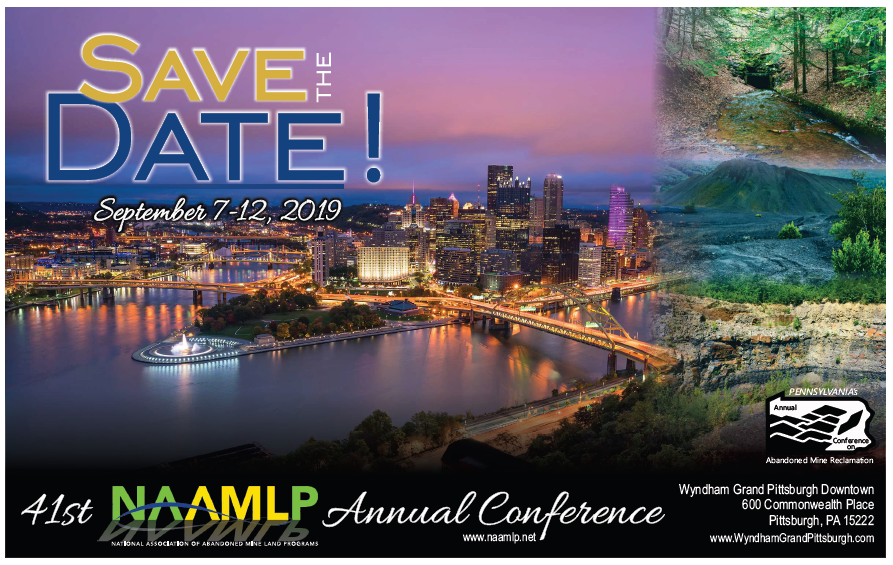 SAVE THE
DATE!
September 7-12, 2019
PENNSYLVANIA's
Annual
Conference
on
Abandoned Mine Reclamation
41st NAAMLP Annual Conference
NATIONAL ASSOCIATION OF ABANDONED MINE LAND PROGRAMS
www.naamlp.net
Wyndham Grand Pittsburgh Downtown
600 Commonwealth Place
Pittsburgh, PA 15222
www.WyndhamGrandPittsburgh.com